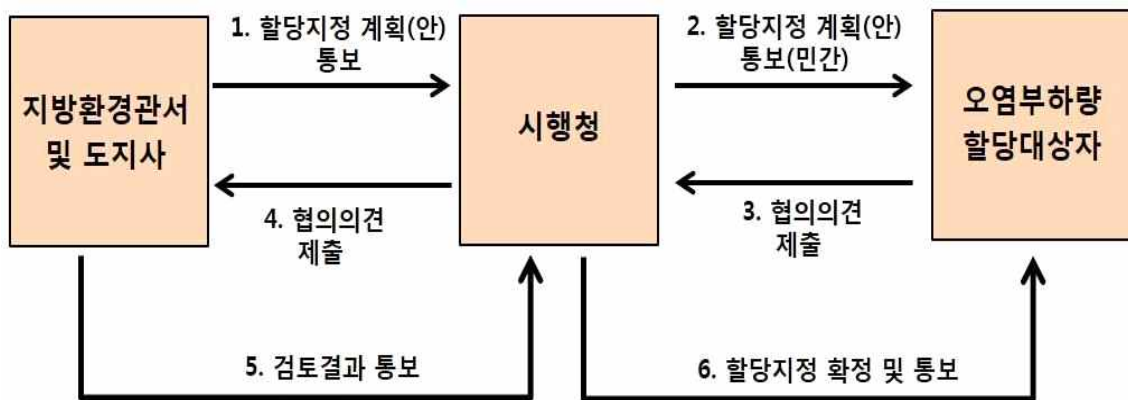 1. 할당지정 계획(안)
통보
2. 할당지정 계획(안)
통보(민간)
지방환경관서
및 도지사
시행청
오염부하량
할당대상자
4. 협의의견
제출
3. 협의의견
제출
5. 검토결과 통보
6. 할당지정 확정 및 통보